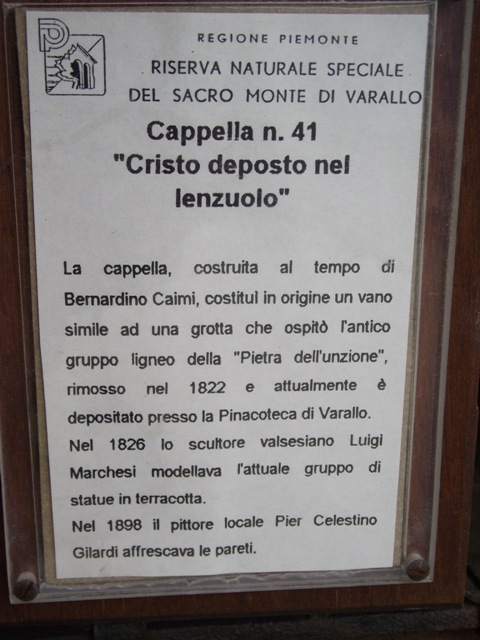 REGIONE PIEMONTE
RISERVA NATURALE SPECIALE
DEL SACRO MONTE DI VARALLO
Cappella n. 41
"Cristo deposto nel
lenzuolo"
La cappella, costruita al tempo di
Bernardino Caimi, costituì in origine un vano
simile ad una grotta che ospitò l'antico
gruppo ligneo della "Pietra dell'unzione",
rimosso nel 1822 e attualmente è
depositato presso la Pinacoteca di Varallo.
Nel 1826 lo scultore valsesiano Luigi
Marchesi modellava l'attuale gruppo di
statue in terracotta.
Nel 1898 il pittore locale Pier Celestino
Gilardi affrescava le pareti.